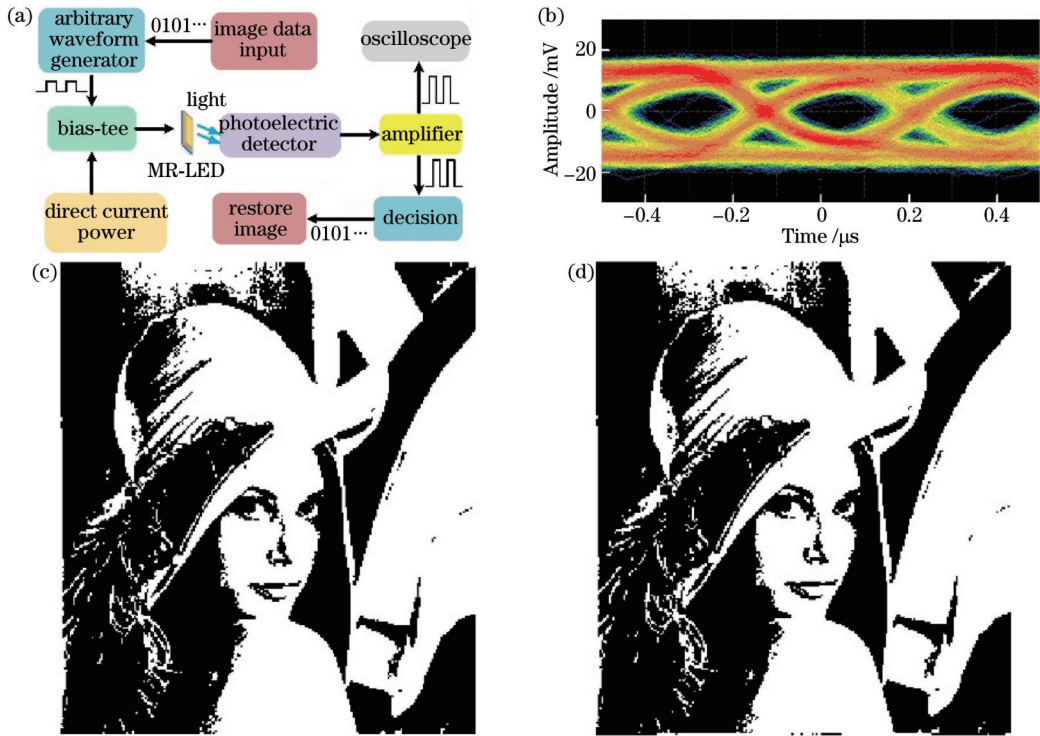 (a)
arbitrary
waveform
generator
0101···
image data
input
oscilloscope
bias-tee
light
MR-LED
photoelectric
detector
amplifier
direct current
power
restore
image
0101···
decision
(b)
Amplitude /mV
20
0
−20
−0.4
−0.2
0
0.2
0.4
Time /μs
(c)
(d)